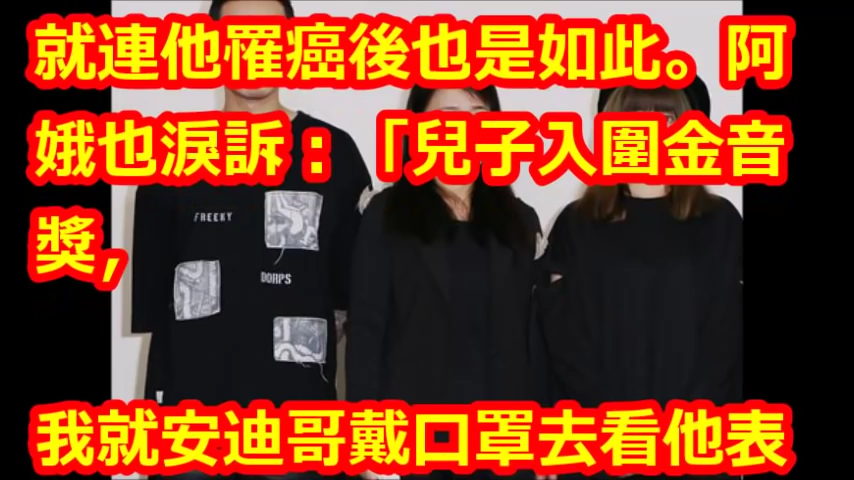 就連他罹癌後也是如此。阿
娥也淚訴：「兒子入圍金音
獎，
FREEKY
DORPS
我就安迪哥戴口罩去看他表